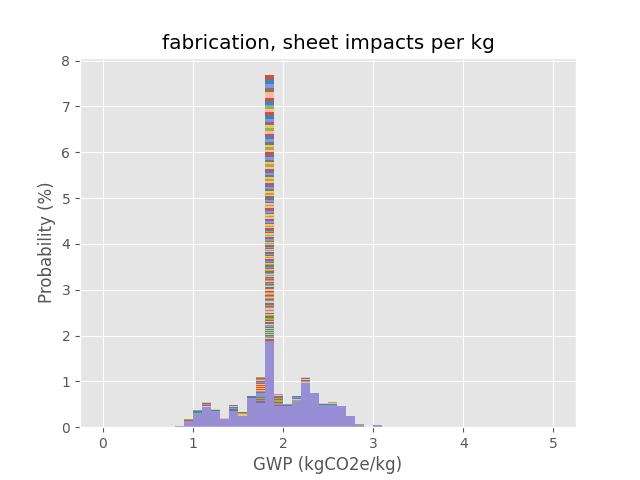 fabrication, sheet impacts per kg
8
7
6
5
4
3
2
1
0
Probability (%)
0 1 2 3 4 5
GWP (kgCO2e/kg)